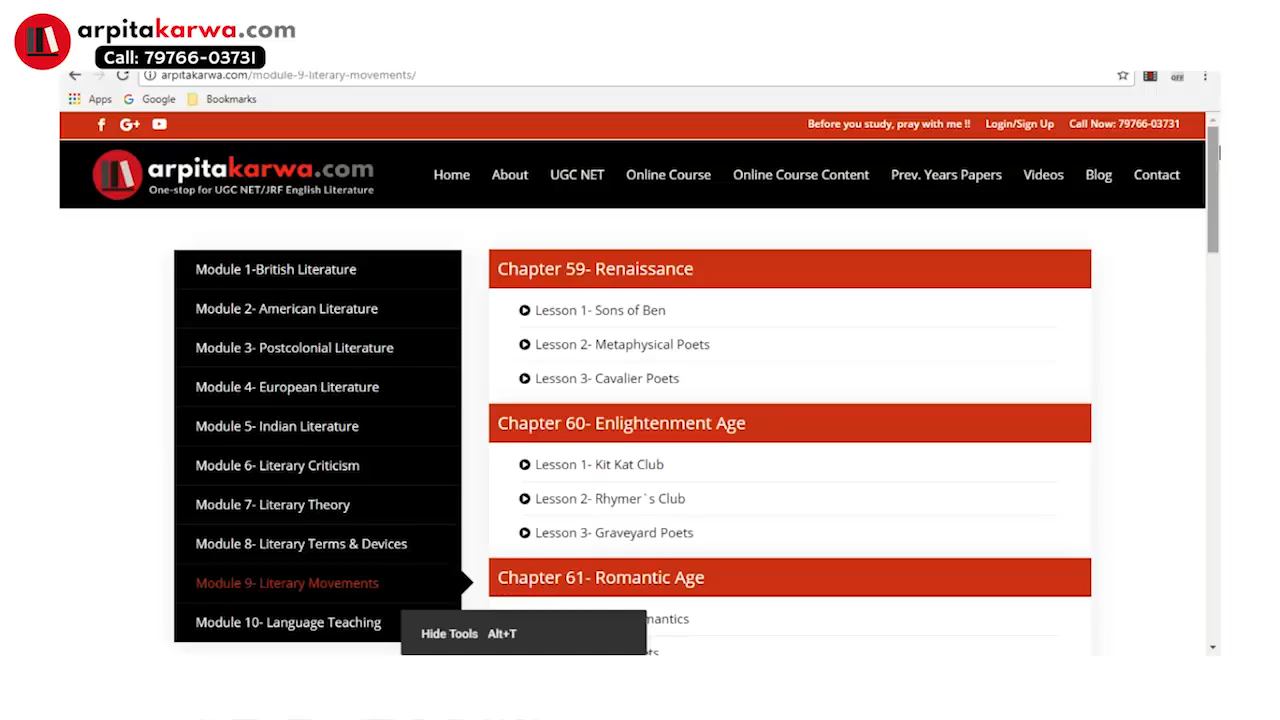 arpitakarwa.com
Call: 79766-03731
arpitakarwa.com/module-9-literary-movements/
Apps Google Bookmarks
Before you study, pray with me !! Login/Sign Up Call Now: 79766-03731
arpitakarwa.com
One-stop for UGC NET/JRF English Literature
Home About UGC NET Online Course Online Course Content Prev. Years Papers Videos Blog Contact
Module 1-British Literature
Module 2- American Literature
Module 3- Postcolonial Literature
Module 4- European Literature
Module 5- Indian Literature
Module 6- Literary Criticism
Module 7- Literary Theory
Module 8- Literary Terms & Devices
Module 9- Literary Movements
Module 10- Language Teaching
Chapter 59- Renaissance
Lesson 1- Sons of Ben
Lesson 2- Metaphysical Poets
Lesson 3- Cavalier Poets
Chapter 60- Enlightenment Age
Lesson 1- Kit Kat Club
Lesson 2- Rhymer`s Club
Lesson 3- Graveyard Poets
Chapter 61- Romantic Age
Hide Tools Alt+T